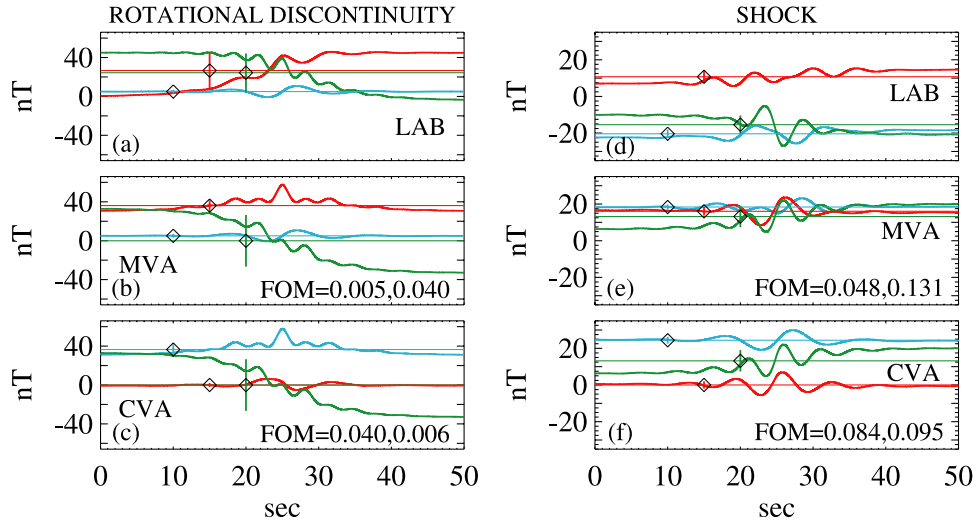 ROTATIONAL DISCONTINUITY
SHOCK
nT
40
0
-40
(a)
LAB
nT
20
0
-20
(d)
LAB
nT
40
0
-40
MVA
(b)
FOM=0.005,0.040
nT
20
0
-20
MVA
(e)
FOM=0.048,0.131
nT
40
0
-40
CVA
(c)
FOM=0.040,0.006
0 10 20 30 40 50
sec
nT
20
0
-20
CVA
(f)
FOM=0.084,0.095
0 10 20 30 40 50
sec